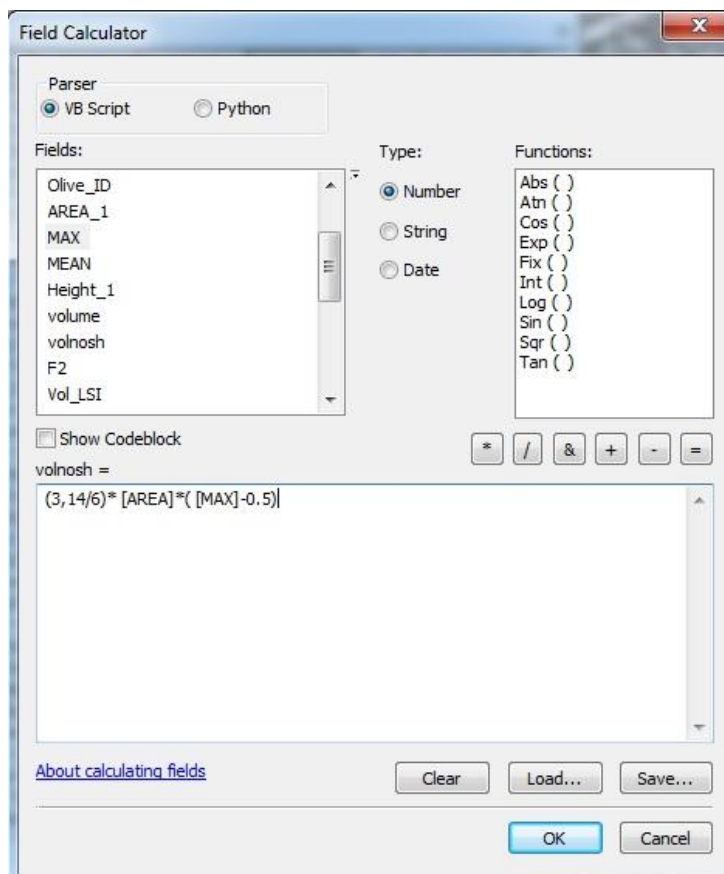 Field Calculator
Parser
VB Script Python
Fields: Type: Functions:
Olive_ID
AREA_1
MAX
MEAN
Height_1
volume
volnosh
F2
Vol_LSI
Number
String
Date
Abs ( )
Atn ( )
Cos ( )
Exp ( )
Fix ( )
Int ( )
Log ( )
Sin ( )
Sqr ( )
Tan ( )
Show Codeblock
* / & + - =
volnosh =
(3,14/6)* [AREA]*( [MAX]-0.5)
About calculating fields
Clear Load... Save...
OK Cancel